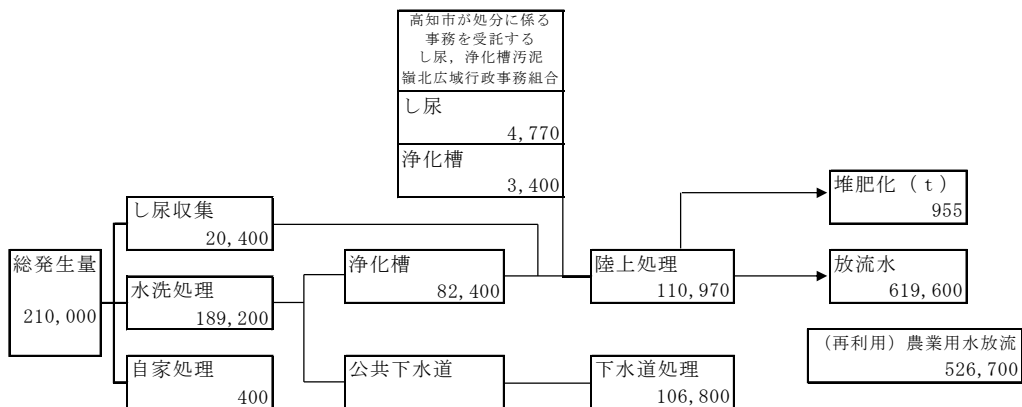 高知市が処分に係る
事務を受託する
し尿，浄化槽汚泥
嶺北広域行政事務組合
し尿
4,770
浄化槽
3,400
総発生量
210,000
し尿収集
20,400
水洗処理
189,200
自家処理
400
浄化槽
82,400
公共下水道
陸上処理
110,970
下水道処理
106,800
堆肥化（ｔ）
955
放流水
619,600
（再利用）農業用水放流
526,700